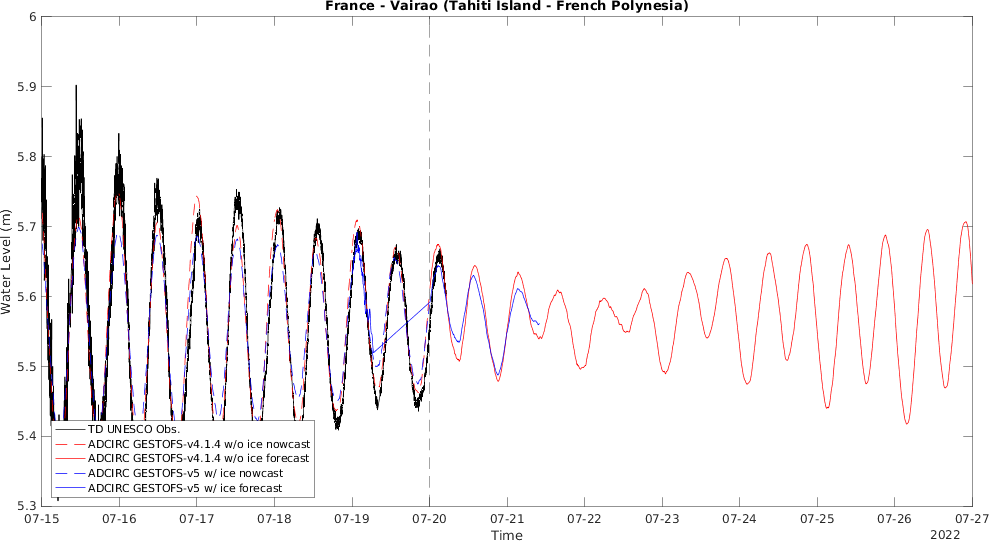 France - Vairao (Tahiti Island - French Polynesia)
6
5.9
5.8
5.7
5.6
5.5
5.4
5.3
Water Level (m)
TD UNESCO Obs.
ADCIRC GESTOFS-v4.1.4 w/o ice nowcast
ADCIRC GESTOFS-v4.1.4 w/o ice forecast
ADCIRC GESTOFS-v5 w/ ice nowcast
ADCIRC GESTOFS-v5 w/ ice forecast
07-15 07-16 07-17 07-18 07-19 07-20 07-21 07-22 07-23 07-24 07-25 07-26 07-27
Time
2022